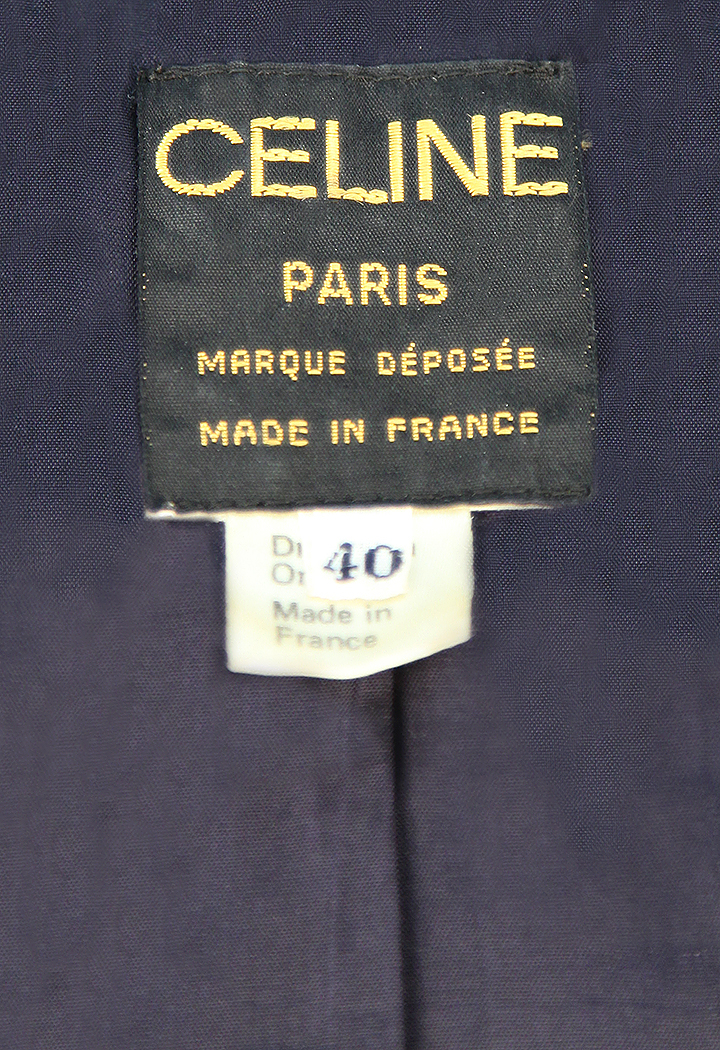 CELINE
PARIS
MARQUE DÉPOSÉE
MADE IN FRANCE
40
Made in
France